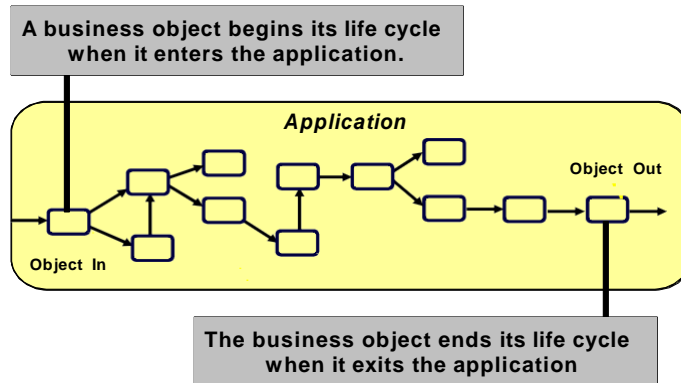 A business object begins its life cycle
when it enters the application.
Application
Object Out
Object In
The business object ends its life cycle
when it exits the application